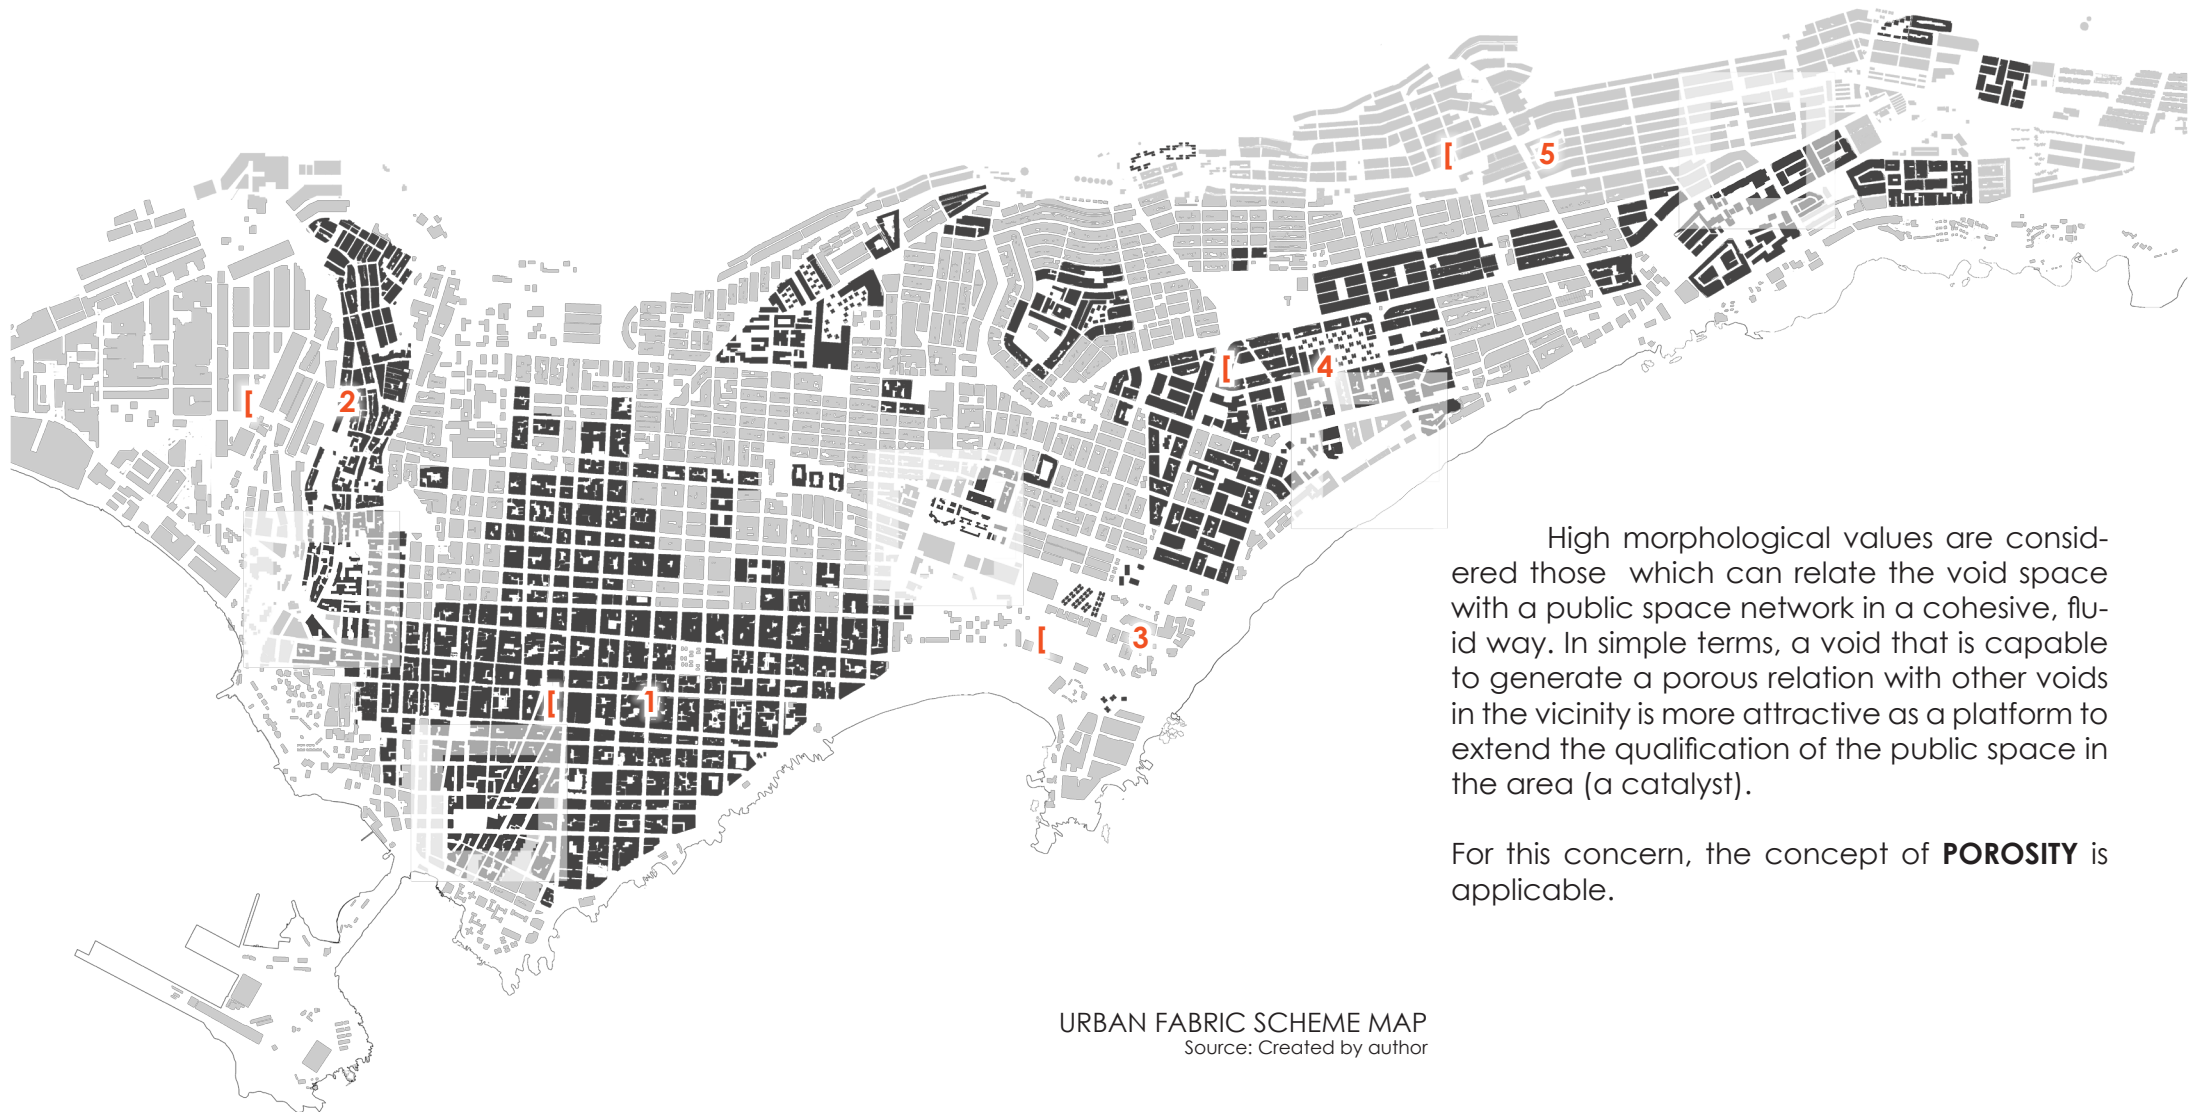 [ 5
[ 4
[ 2
[ 3
[ 1
High morphological values are consid-
ered those  which can relate the void space
with a public space network in a cohesive, flu-
id way. In simple terms, a void that is capable
to generate a porous relation with other voids
in the vicinity is more attractive as a platform to
extend the qualification of the public space in
the area (a catalyst).
For this concern, the concept of POROSITY is
applicable.
URBAN FABRIC SCHEME MAP
Source: Created by author